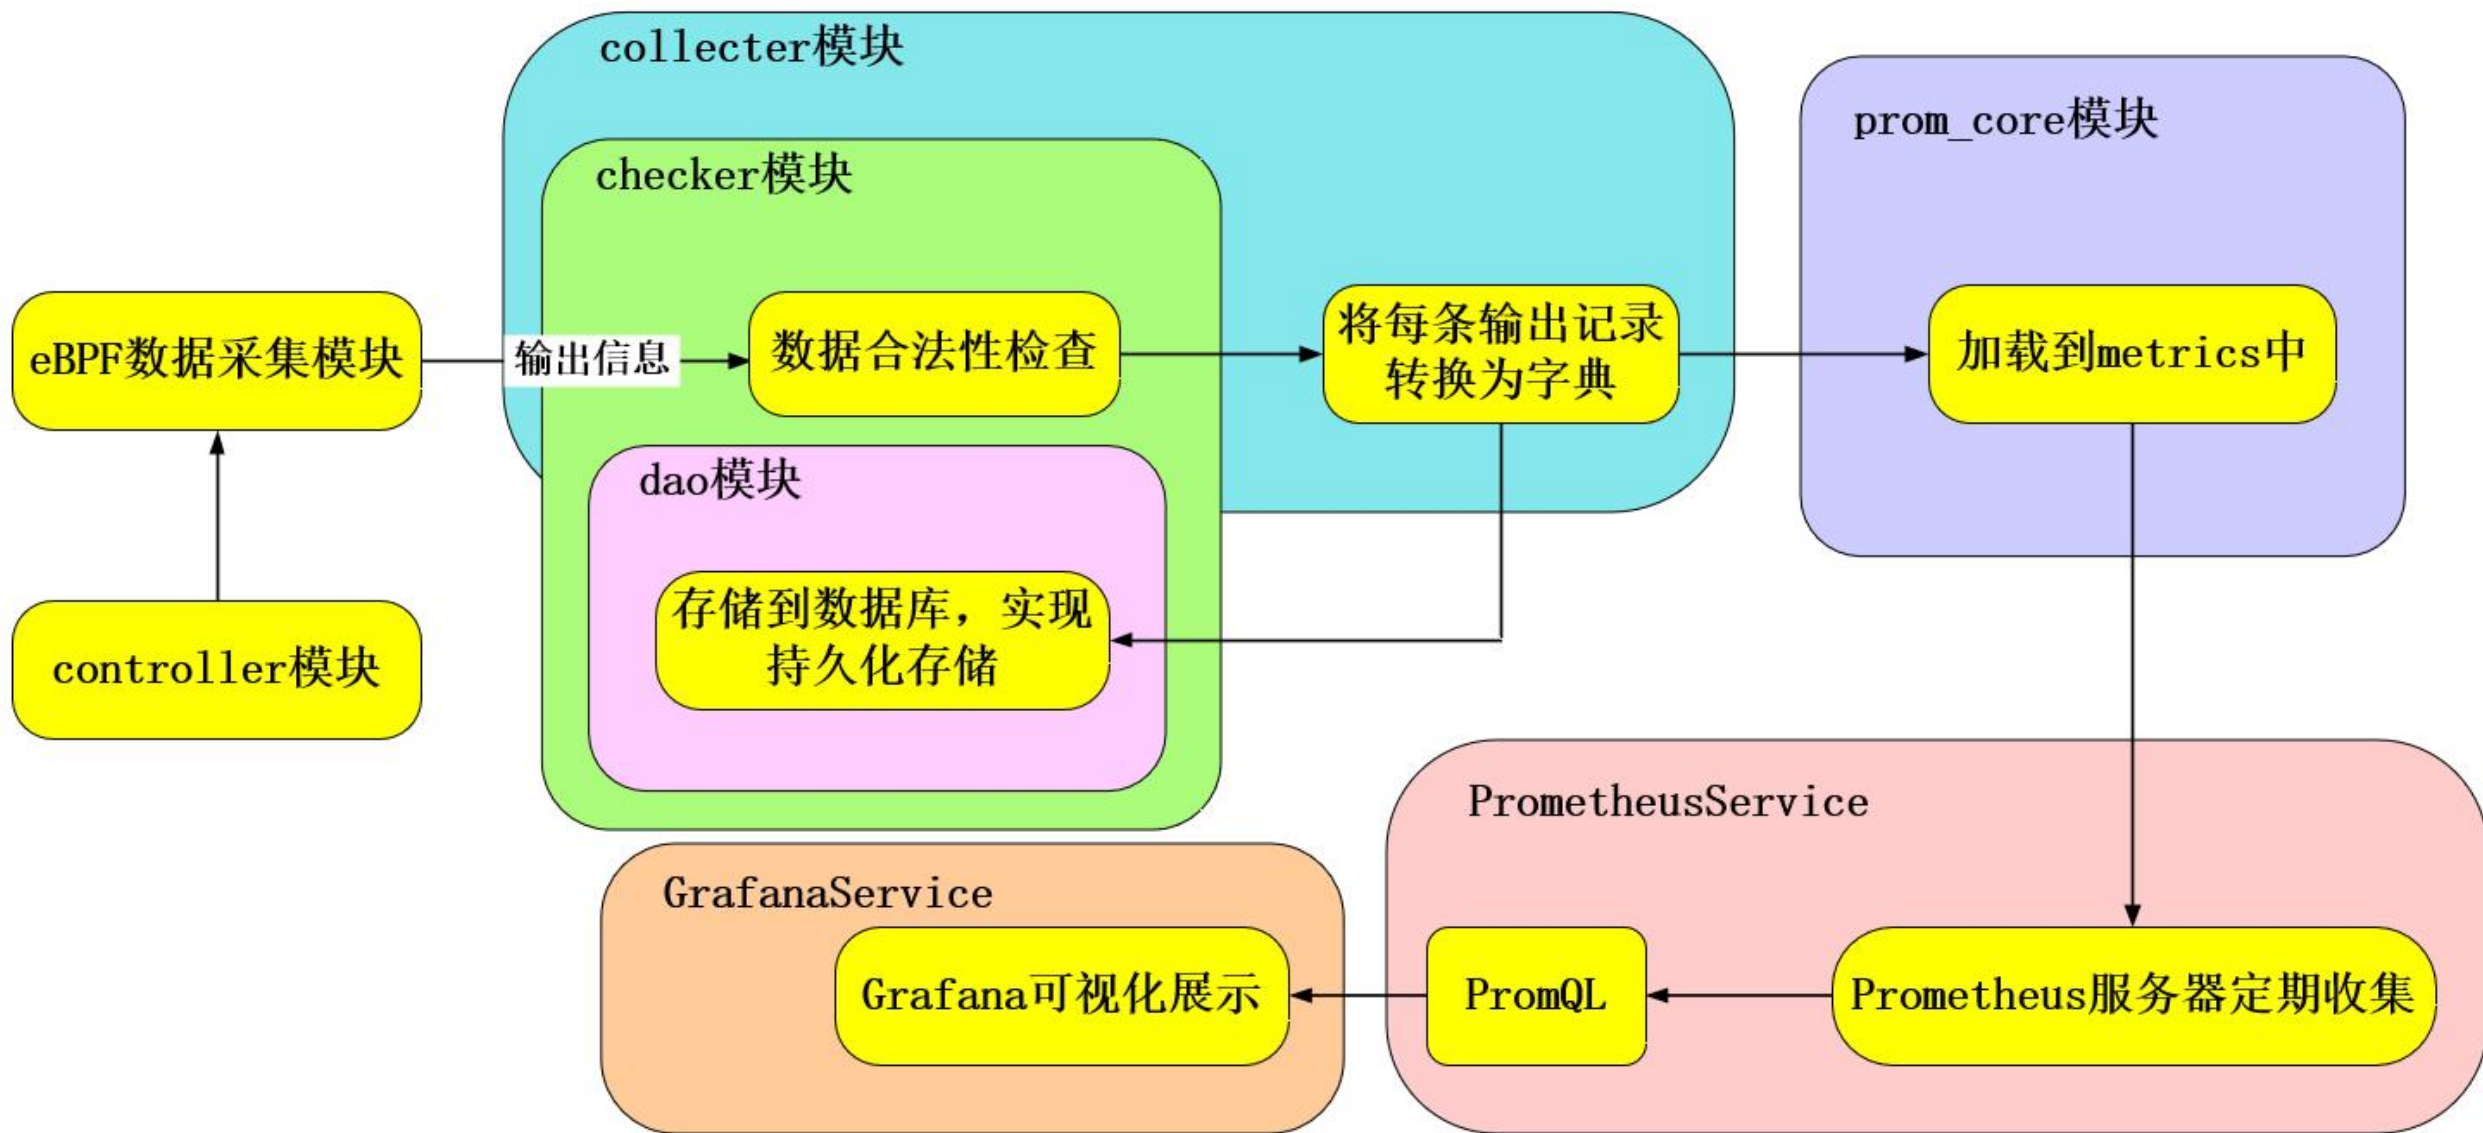 collecter模块
prom_core模块
checker模块
eBPF数据采集模块
输出信息
数据合法性检查
将每条输出记录
转换为字典
加载到metrics中
dao模块
存储到数据库，实现
持久化存储
controller模块
PrometheusService
GrafanaService
Grafana可视化展示
PromQL
Prometheus服务器定期收集